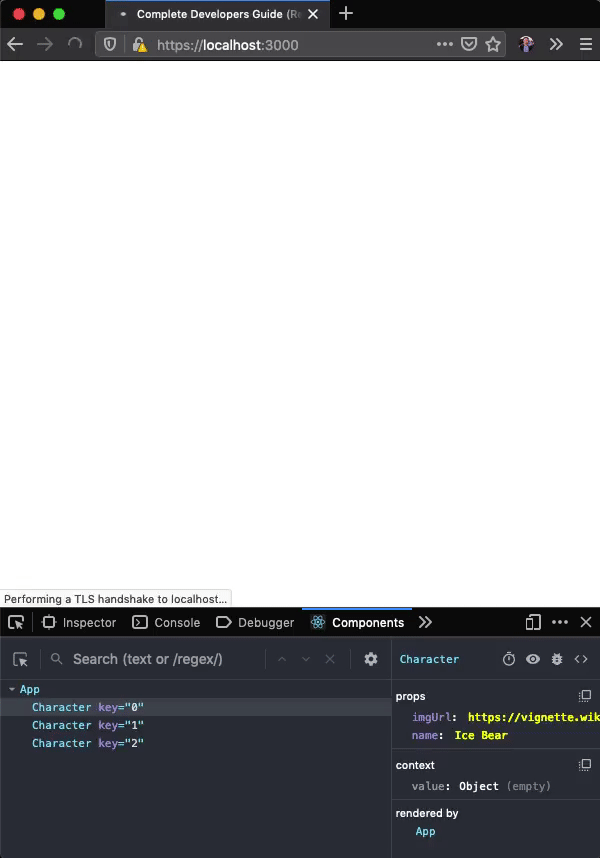 Complete Developers Guide (Re
https://localhost:3000
Performing a TLS handshake to localhost...
Inspector Console Debugger Components
Search (text or /regex/)
Character
App
Character key="0"
Character key="1"
Character key="2"
props
imgUrl: https://vignette.wik
name: Ice Bear
context
value: Object (empty)
rendered by
App